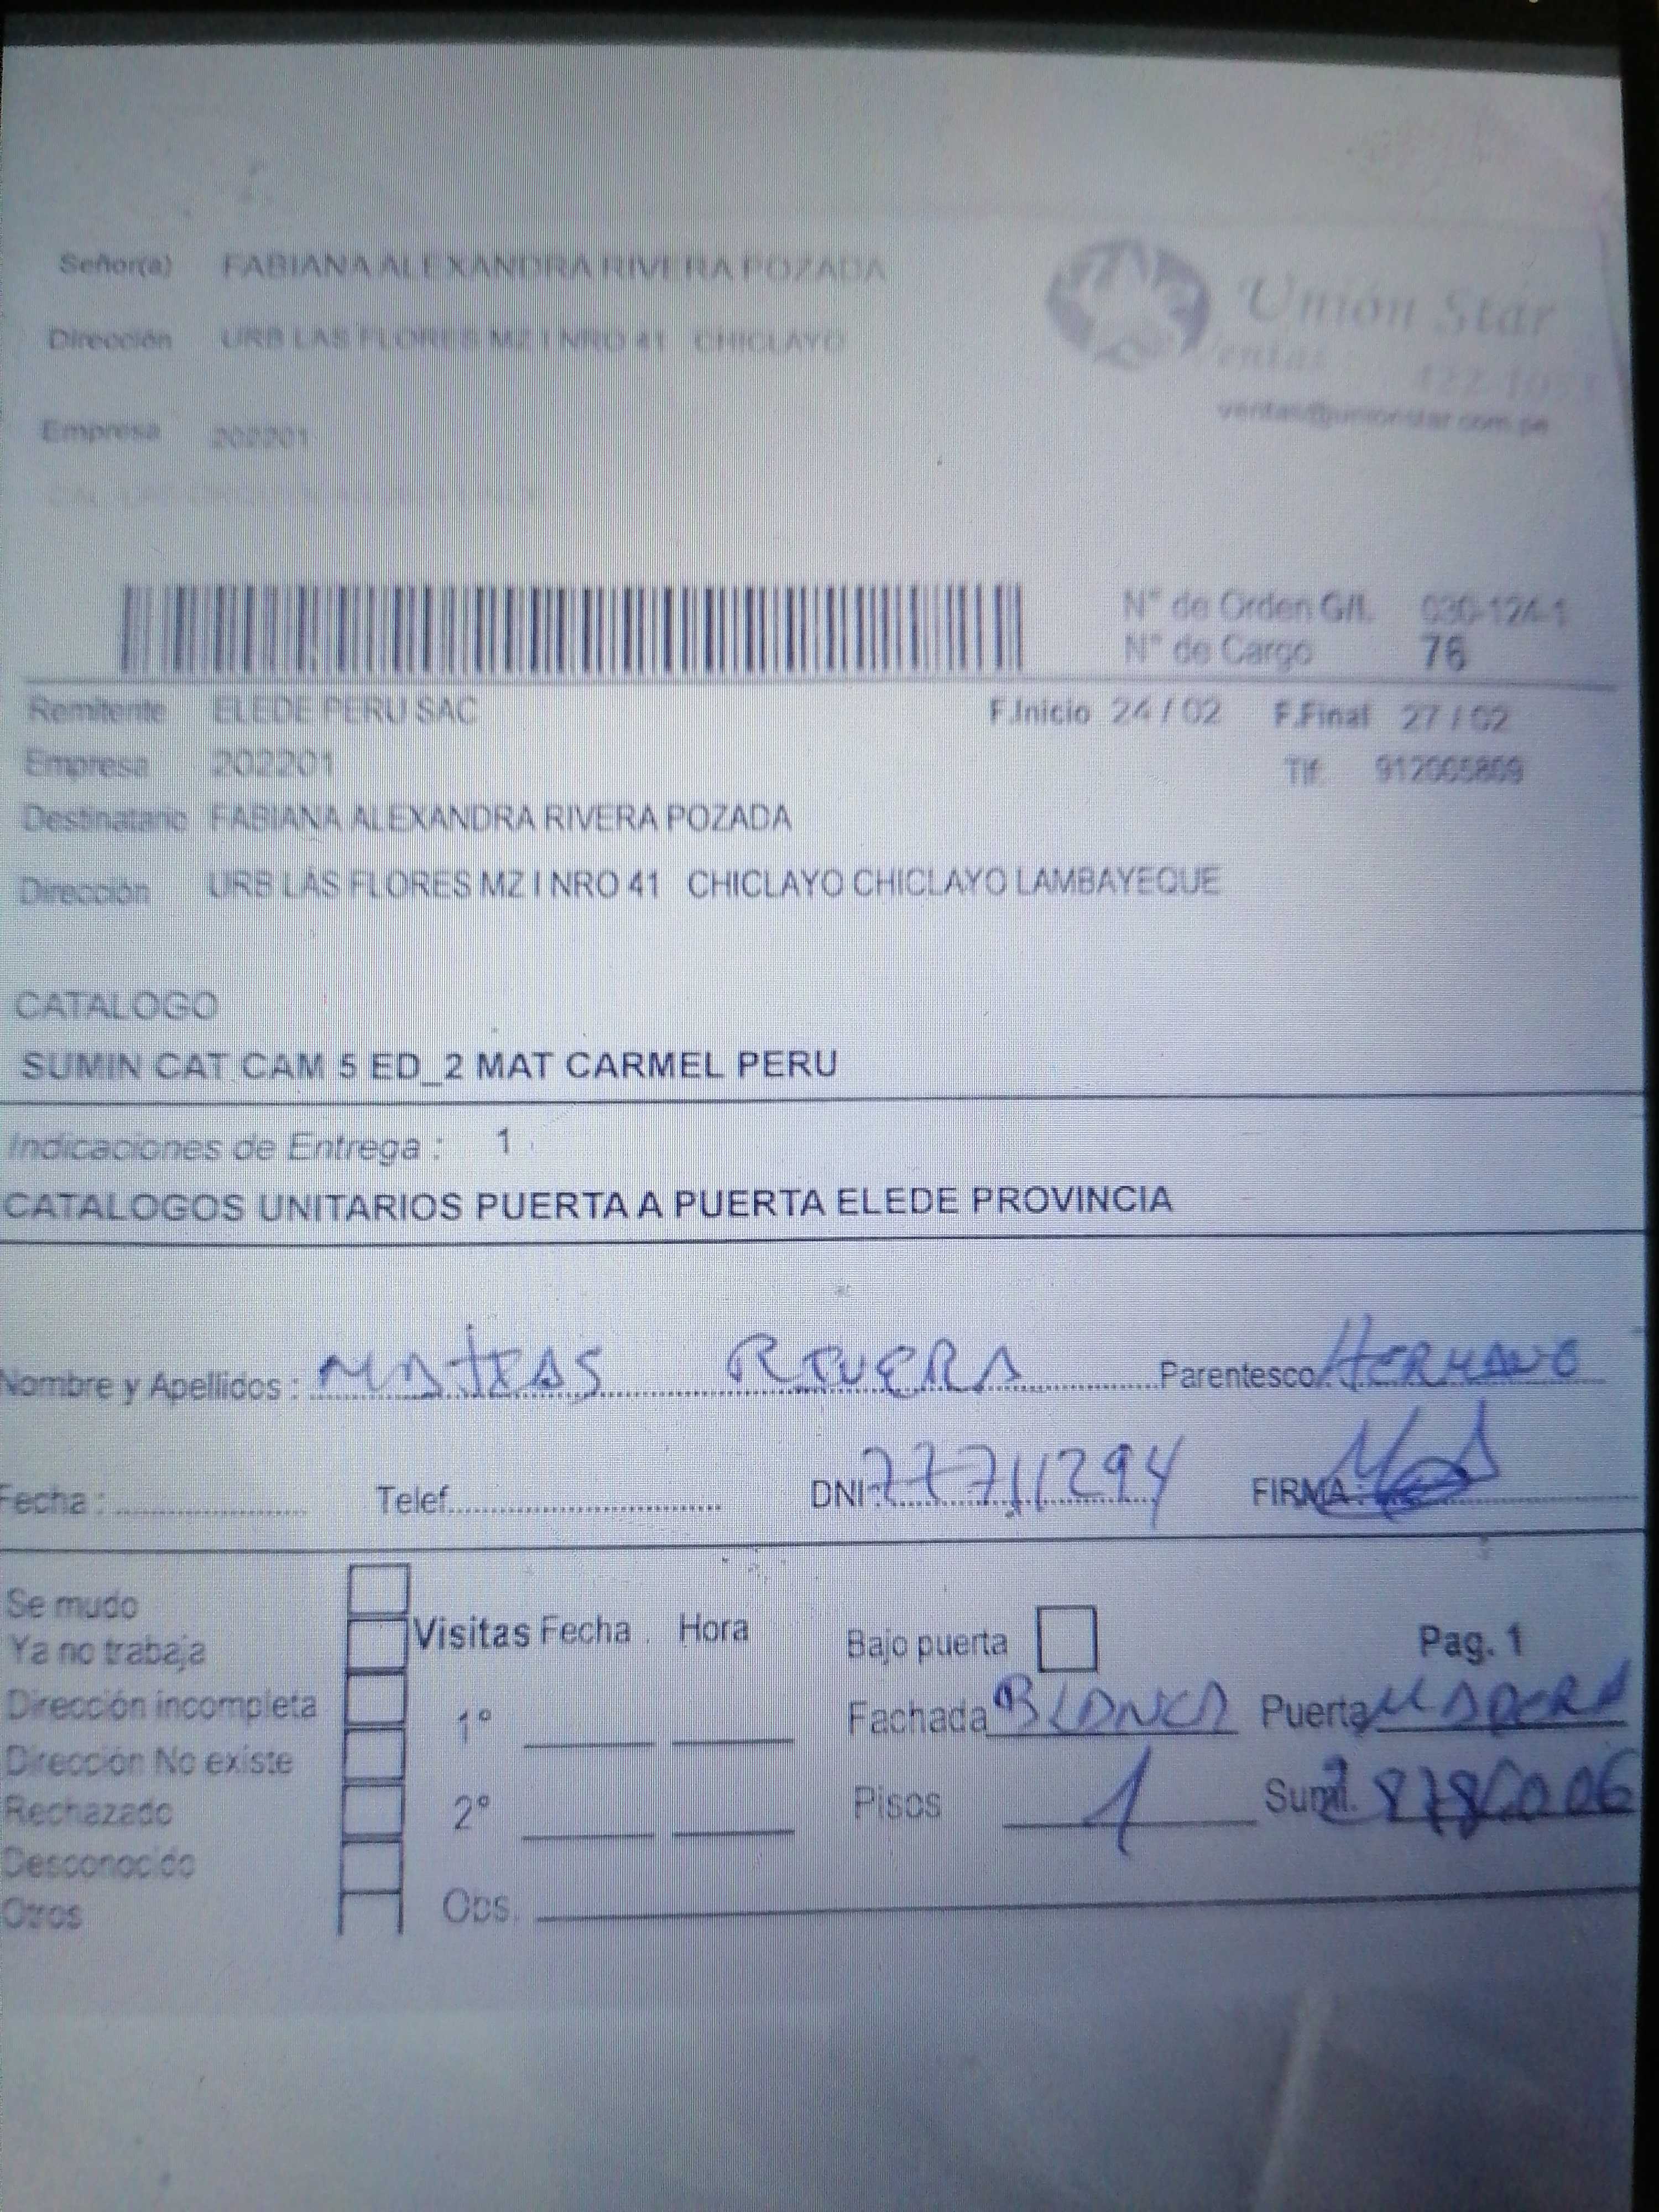 Señor(a) FABIANA ALEXANDRA RIVERA POZADA
Unión Star
Dirección URB LAS FLORES MZ I NRO 41 CHICLAYO
Ventas
ventas@unionstar.com.pe
Empresa 202201
N° de Orden G/L 030-124-1
N° de Cargo 76
Remitente ELEDE PERU SAC F.Inicio 24 / 02 F.Final 27 / 02
Empresa 202201 Tlf. 912005809
Destinatario FABIANA ALEXANDRA RIVERA POZADA
Dirección URB LAS FLORES MZ I NRO 41 CHICLAYO CHICLAYO LAMBAYEQUE
CATALOGO
SUMIN CAT CAM 5 ED_2 MAT CARMEL PERU
Indicaciones de Entrega : 1
CATALOGOS UNITARIOS PUERTA A PUERTA ELEDE PROVINCIA
Nombre y Apellidos : MATEAS RIVERA Parentesco HERMANO
Fecha : Telef. DNI 77711294 FIRMA:
Se mudo
Ya no trabaja
Dirección incompleta
Dirección No existe
Rechazado
Desconocido
Otros
Visitas Fecha Hora
1°
2°
Obs.
Bajo puerta Pag. 1
Fachada BLANCA Puerta MADERA
Pisos 1 Sum.